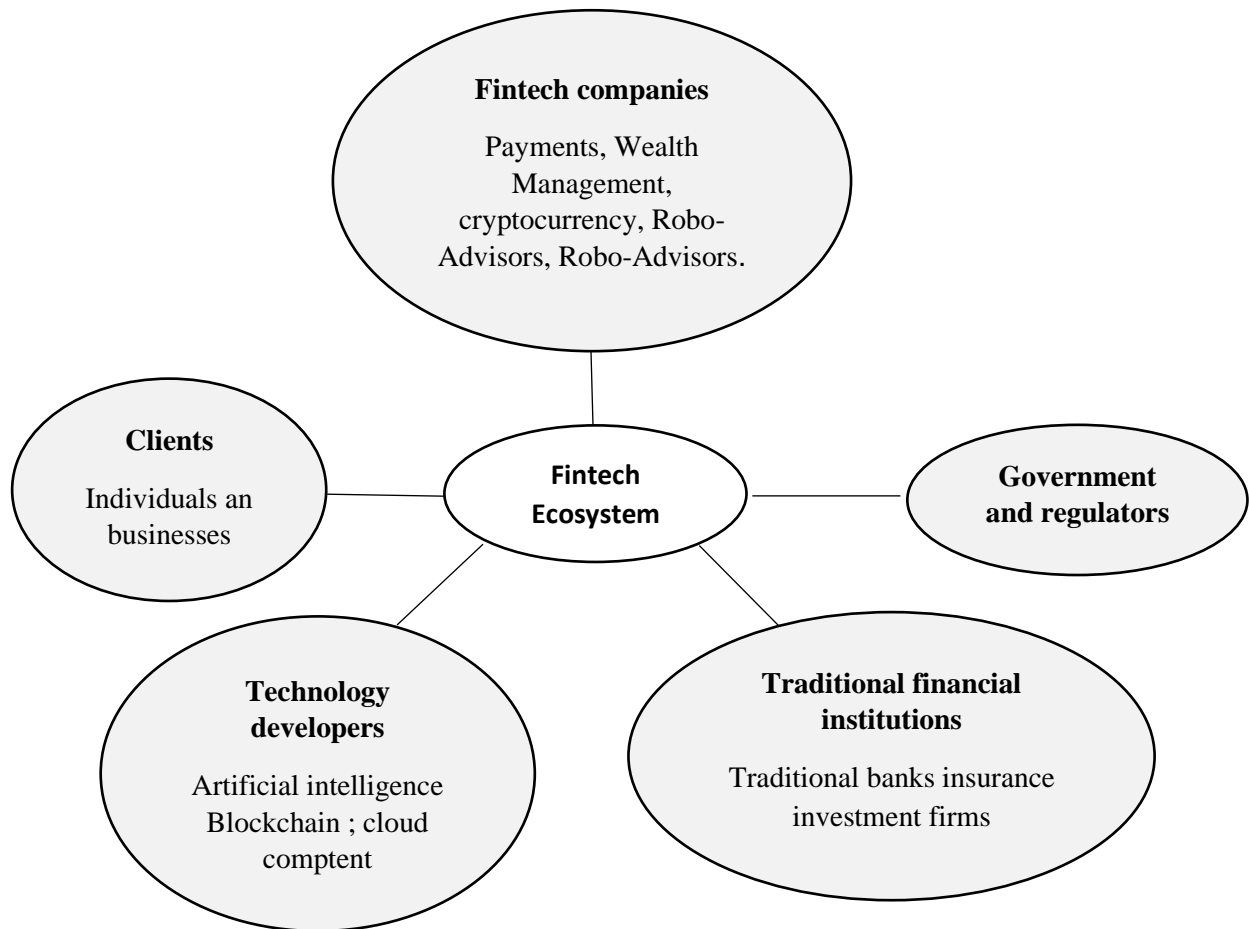 Fintech companies
Payments, Wealth
Management,
cryptocurrency, Robo-
Advisors, Robo-Advisors.
Clients
Individuals an
businesses
Fintech
Ecosystem
Government
and regulators
Technology
developers
Artificial intelligence
Blockchain ; cloud
comptent
Traditional financial
institutions
Traditional banks insurance
investment firms